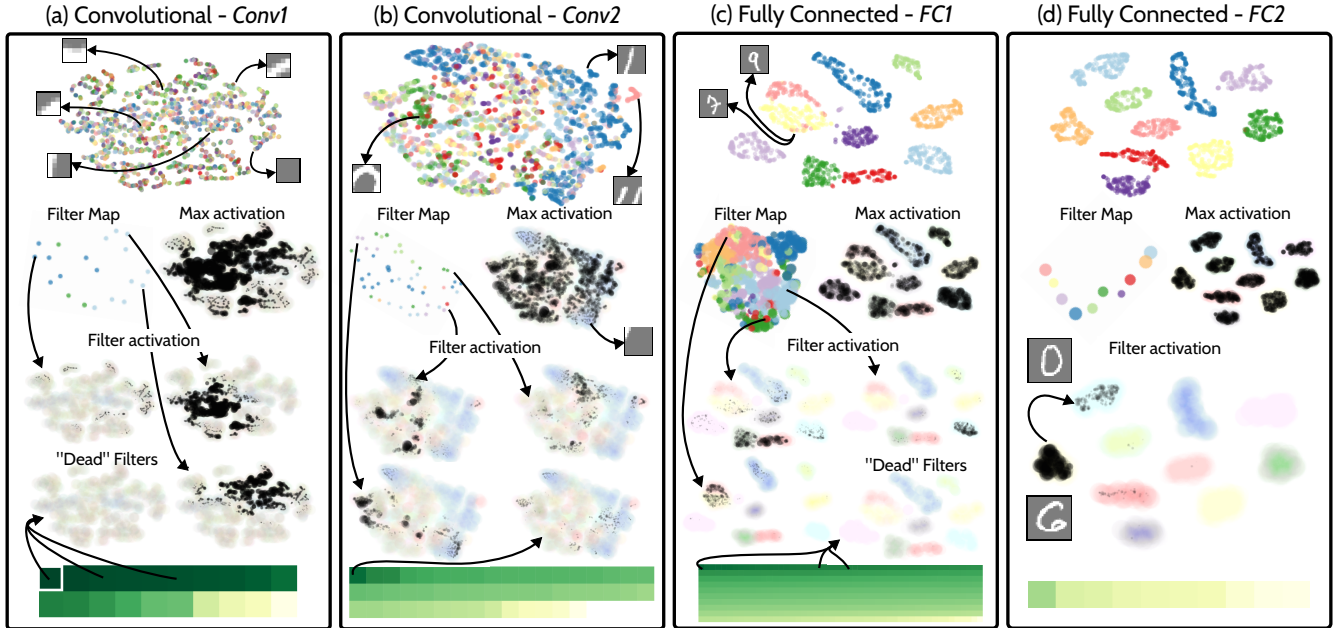 (a) Convolutional - Conv1
(b) Convolutional - Conv2
(c) Fully Connected - FC1
(d) Fully Connected - FC2
Filter Map
Max activation
Filter activation
"Dead" Filters
Filter Map
Max activation
Filter activation
Filter Map
Max activation
Filter activation
"Dead" Filters
Filter Map
Max activation
Filter activation